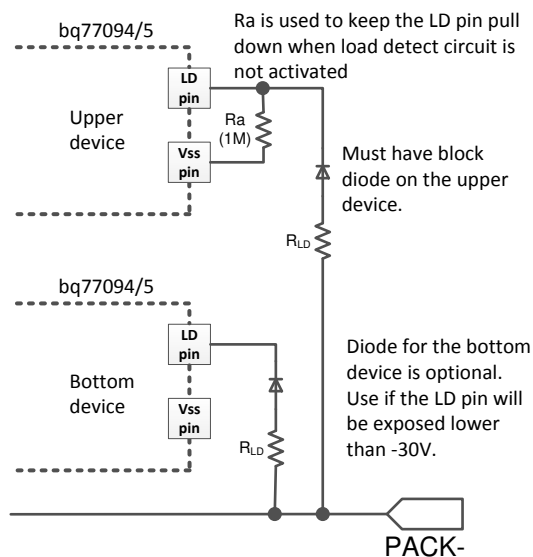 bq77094/5
Ra is used to keep the LD pin pull
down when load detect circuit is
not activated
LD
pin
Upper
device
Ra
(1M)
Vss
pin
Must have block
diode on the upper
device.
RLD
bq77094/5
LD
pin
Bottom
device
Vss
pin
RLD
Diode for the bottom
device is optional.
Use if the LD pin will
be exposed lower
than -30V.
PACK-